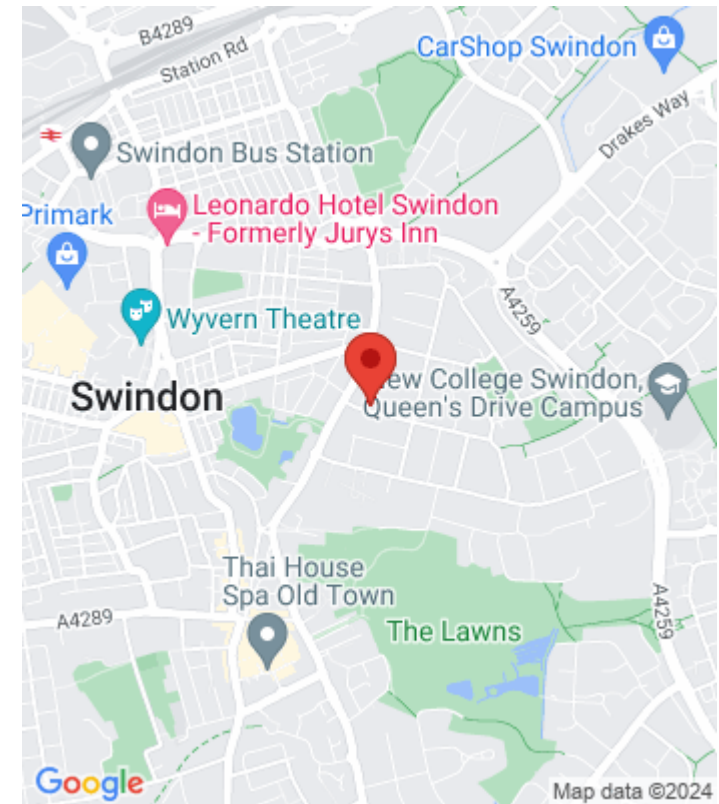 B4289
Station Rd
CarShop Swindon
Drakes Way
Swindon Bus Station
Primark
Leonardo Hotel Swindon
- Formerly Jurys Inn
A4259
Wyvern Theatre
Swindon
New College Swindon,
Queen's Drive Campus
Thai House
Spa Old Town
A4289
The Lawns
A4259
Google
Map data ©2024